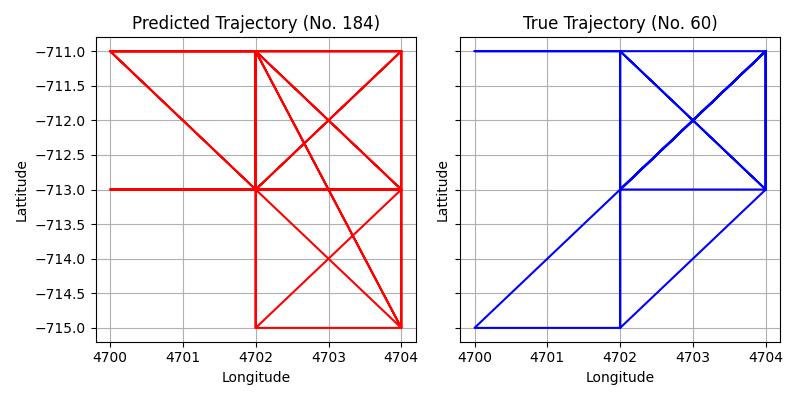 Predicted Trajectory (No. 184)
True Trajectory (No. 60)
−711.0
−711.5
−712.0
−712.5
−713.0
−713.5
−714.0
−714.5
−715.0
Lattitude
Lattitude
4700 4701 4702 4703 4704
4700 4701 4702 4703 4704
Longitude
Longitude